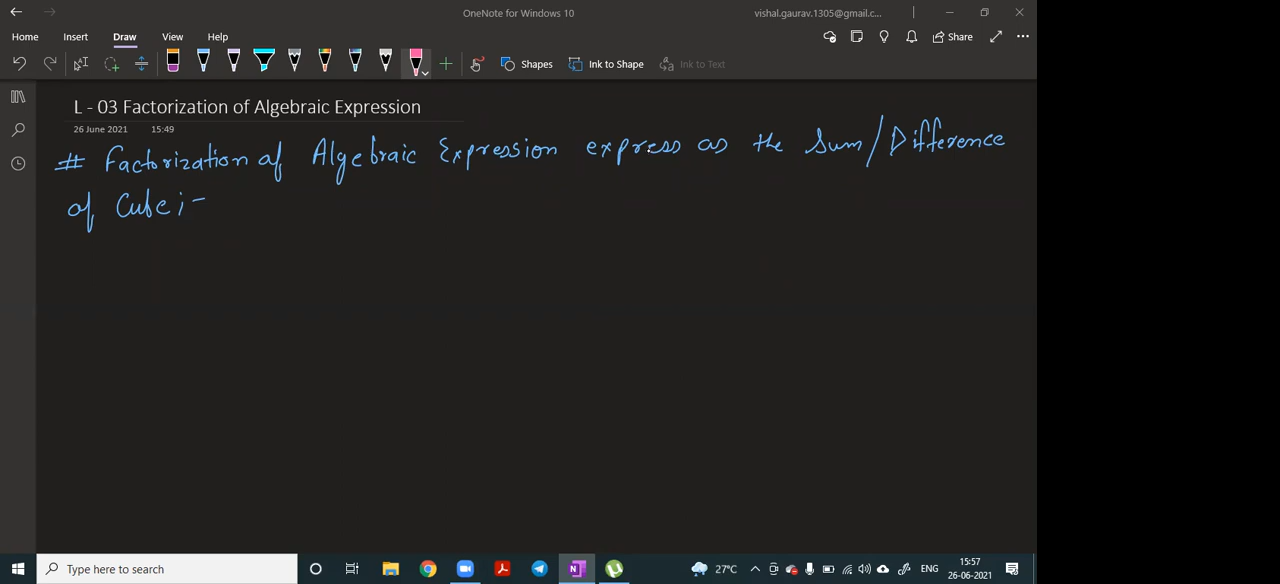 OneNote for Windows 10
vishal.gaurav.1305@gmail.c...
Home Insert Draw View Help
Share
Shapes
Ink to Shape
Ink to Text
L - 03 Factorization of Algebraic Expression
26 June 2021 15:49
# Factorization of Algebraic Expression express as the Sum/Difference
of Cube :-
Type here to search
27°C
ENG
15:57
26-06-2021